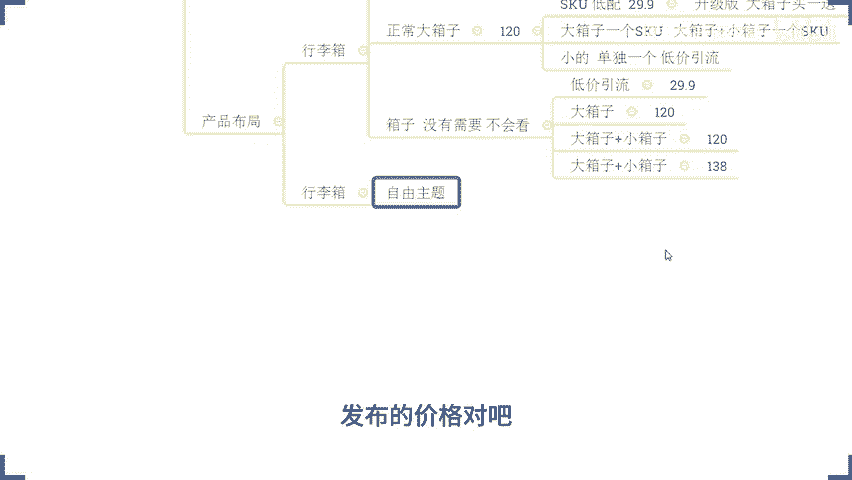 SKU 低配 29.9 升级版 大箱子买一送
正常大箱子 120 大箱子一个SKU 大箱子+小箱子一个SKU
行李箱
小的 单独一个 低价引流
低价引流 29.9
大箱子 120
产品布局
箱子 没有需要 不会看
大箱子+小箱子 120
大箱子+小箱子 138
行李箱 自由主题
发布的价格对吧